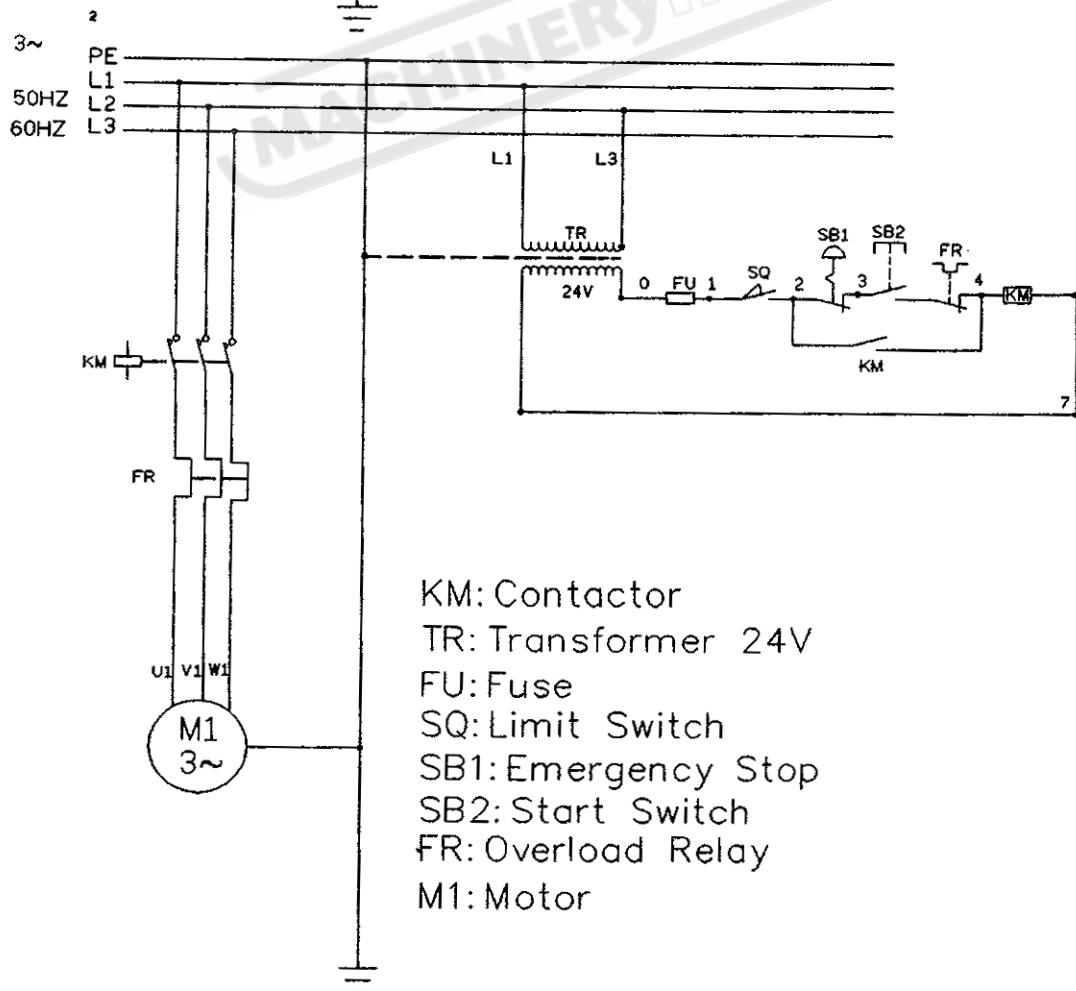 2
3~
PE
L1
50HZ L2
60HZ L3
L1 L3
TR
24V
0 FU 1 SQ 2 SB1 3 SB2 FR 4 KM
KM
7
KM
FR
U1 V1 W1
M1
3~
KM: Contactor
TR: Transformer 24V
FU: Fuse
SQ: Limit Switch
SB1: Emergency Stop
SB2: Start Switch
FR: Overload Relay
M1: Motor